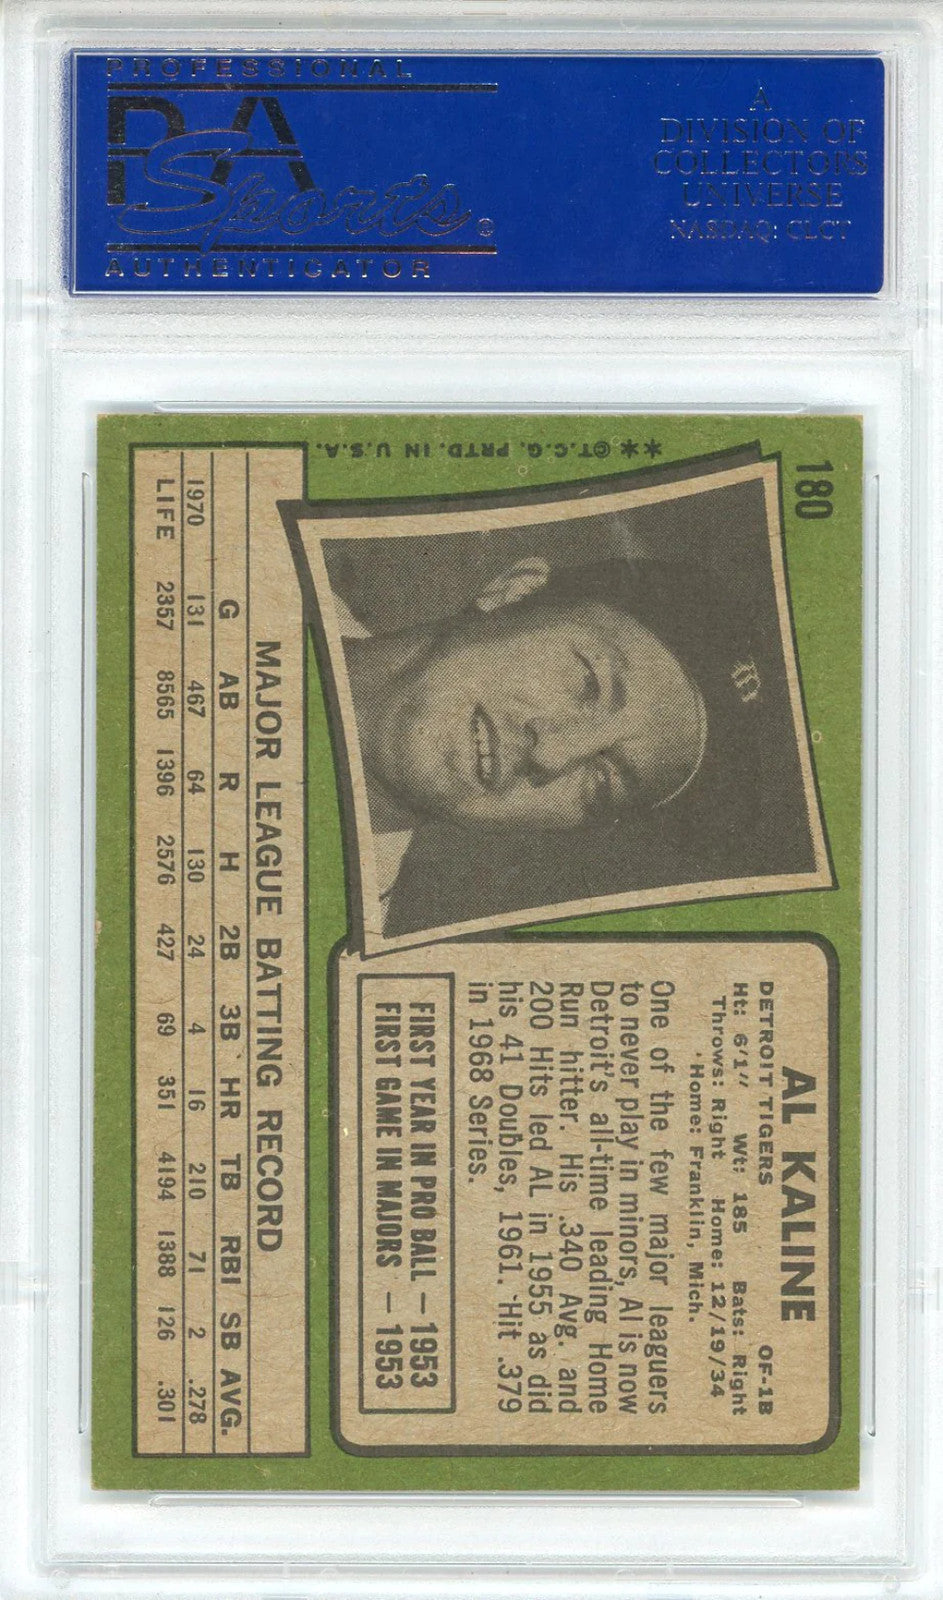 PROFESSIONAL
PSA
Sports®
AUTHENTICATOR
A
DIVISION OF
COLLECTORS
UNIVERSE
NASDAQ: CLCT
180
**©T.C.G. PRTD. IN U.S.A.
AL KALINE
DETROIT TIGERS OF-1B
Ht: 6'1" Wt: 185 Bats: Right
Throws: Right Home: 12/19/34
Home: Franklin, Mich.
One of the few major leaguers
to never play in minors, Al is now
Detroit's all-time leading Home
Run hitter. His .340 Avg. and
200 Hits led AL in 1955 as did
his 41 Doubles, 1961. Hit .379
in 1968 Series.
FIRST YEAR IN PRO BALL — 1953
FIRST GAME IN MAJORS — 1953
MAJOR LEAGUE BATTING RECORD
G AB R H 2B 3B HR TB RBI SB AVG.
1970 131 467 64 130 24 4 16 210 71 2 .278
LIFE 2357 8565 1396 2576 427 69 351 4194 1388 126 .301